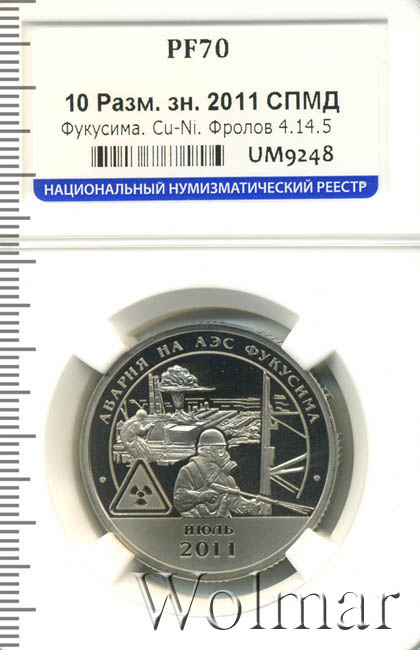 PF70
10 Разм. зн. 2011 СПМД
Фукусима. Cu-Ni. Фролов 4.14.5
UM9248
НАЦИОНАЛЬНЫЙ НУМИЗМАТИЧЕСКИЙ РЕЕСТР
АВАРИЯ НА АЭС ФУКУСИМА
ИЮЛЬ
2011
Wolmar